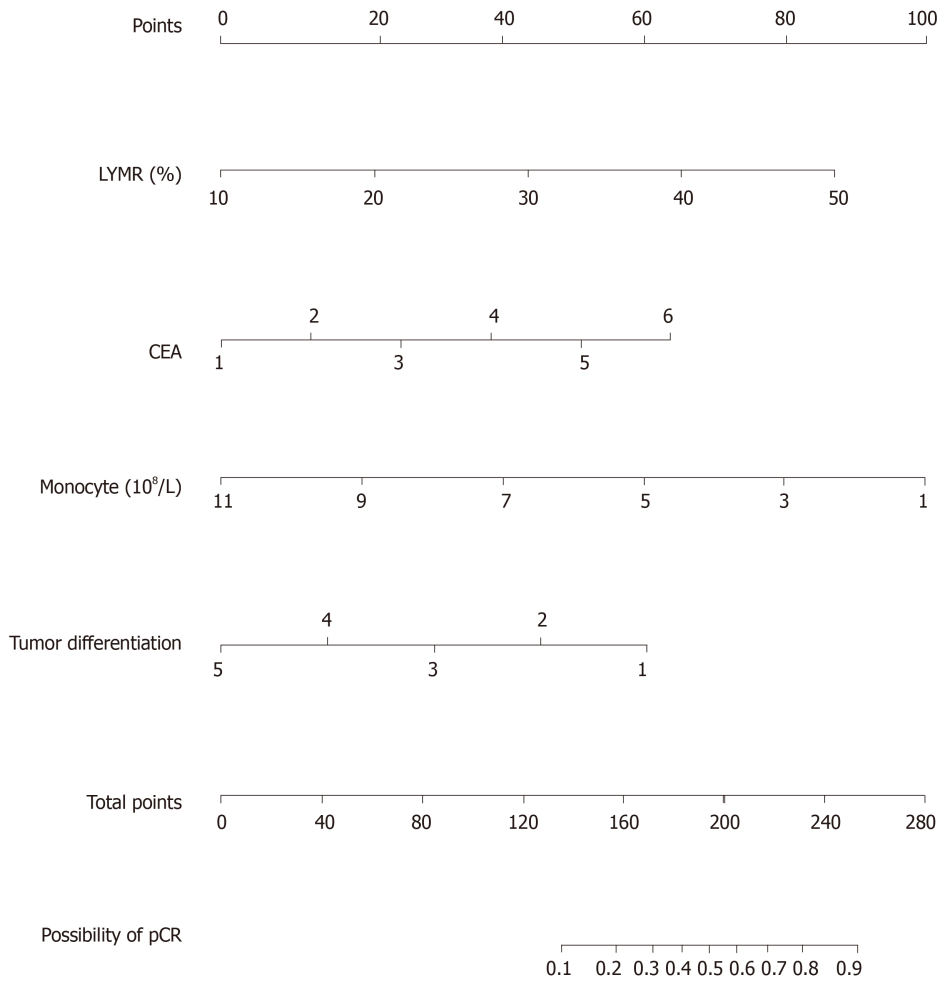 0 20 40 60 80 100
Points
LYMR (%)
10 20 30 40 50
2 4 6
CEA
1 3 5
Monocyte (10⁸/L)
11 9 7 5 3 1
4 2
Tumor differentiation
5 3 1
Total points
0 40 80 120 160 200 240 280
Possibility of pCR
0.1 0.2 0.3 0.4 0.5 0.6 0.7 0.8 0.9